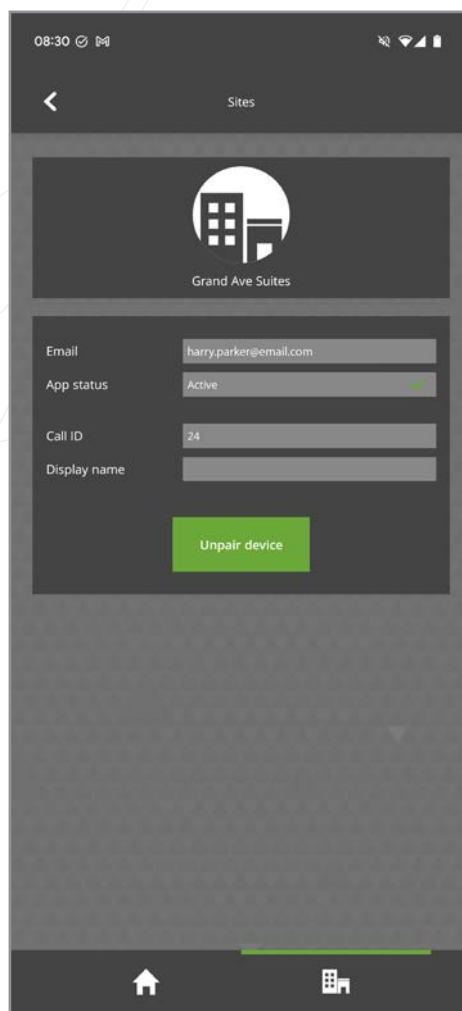 08:30
Sites
Grand Ave Suites
Email harry.parker@email.com
App status Active
Call ID 24
Display name
Unpair device